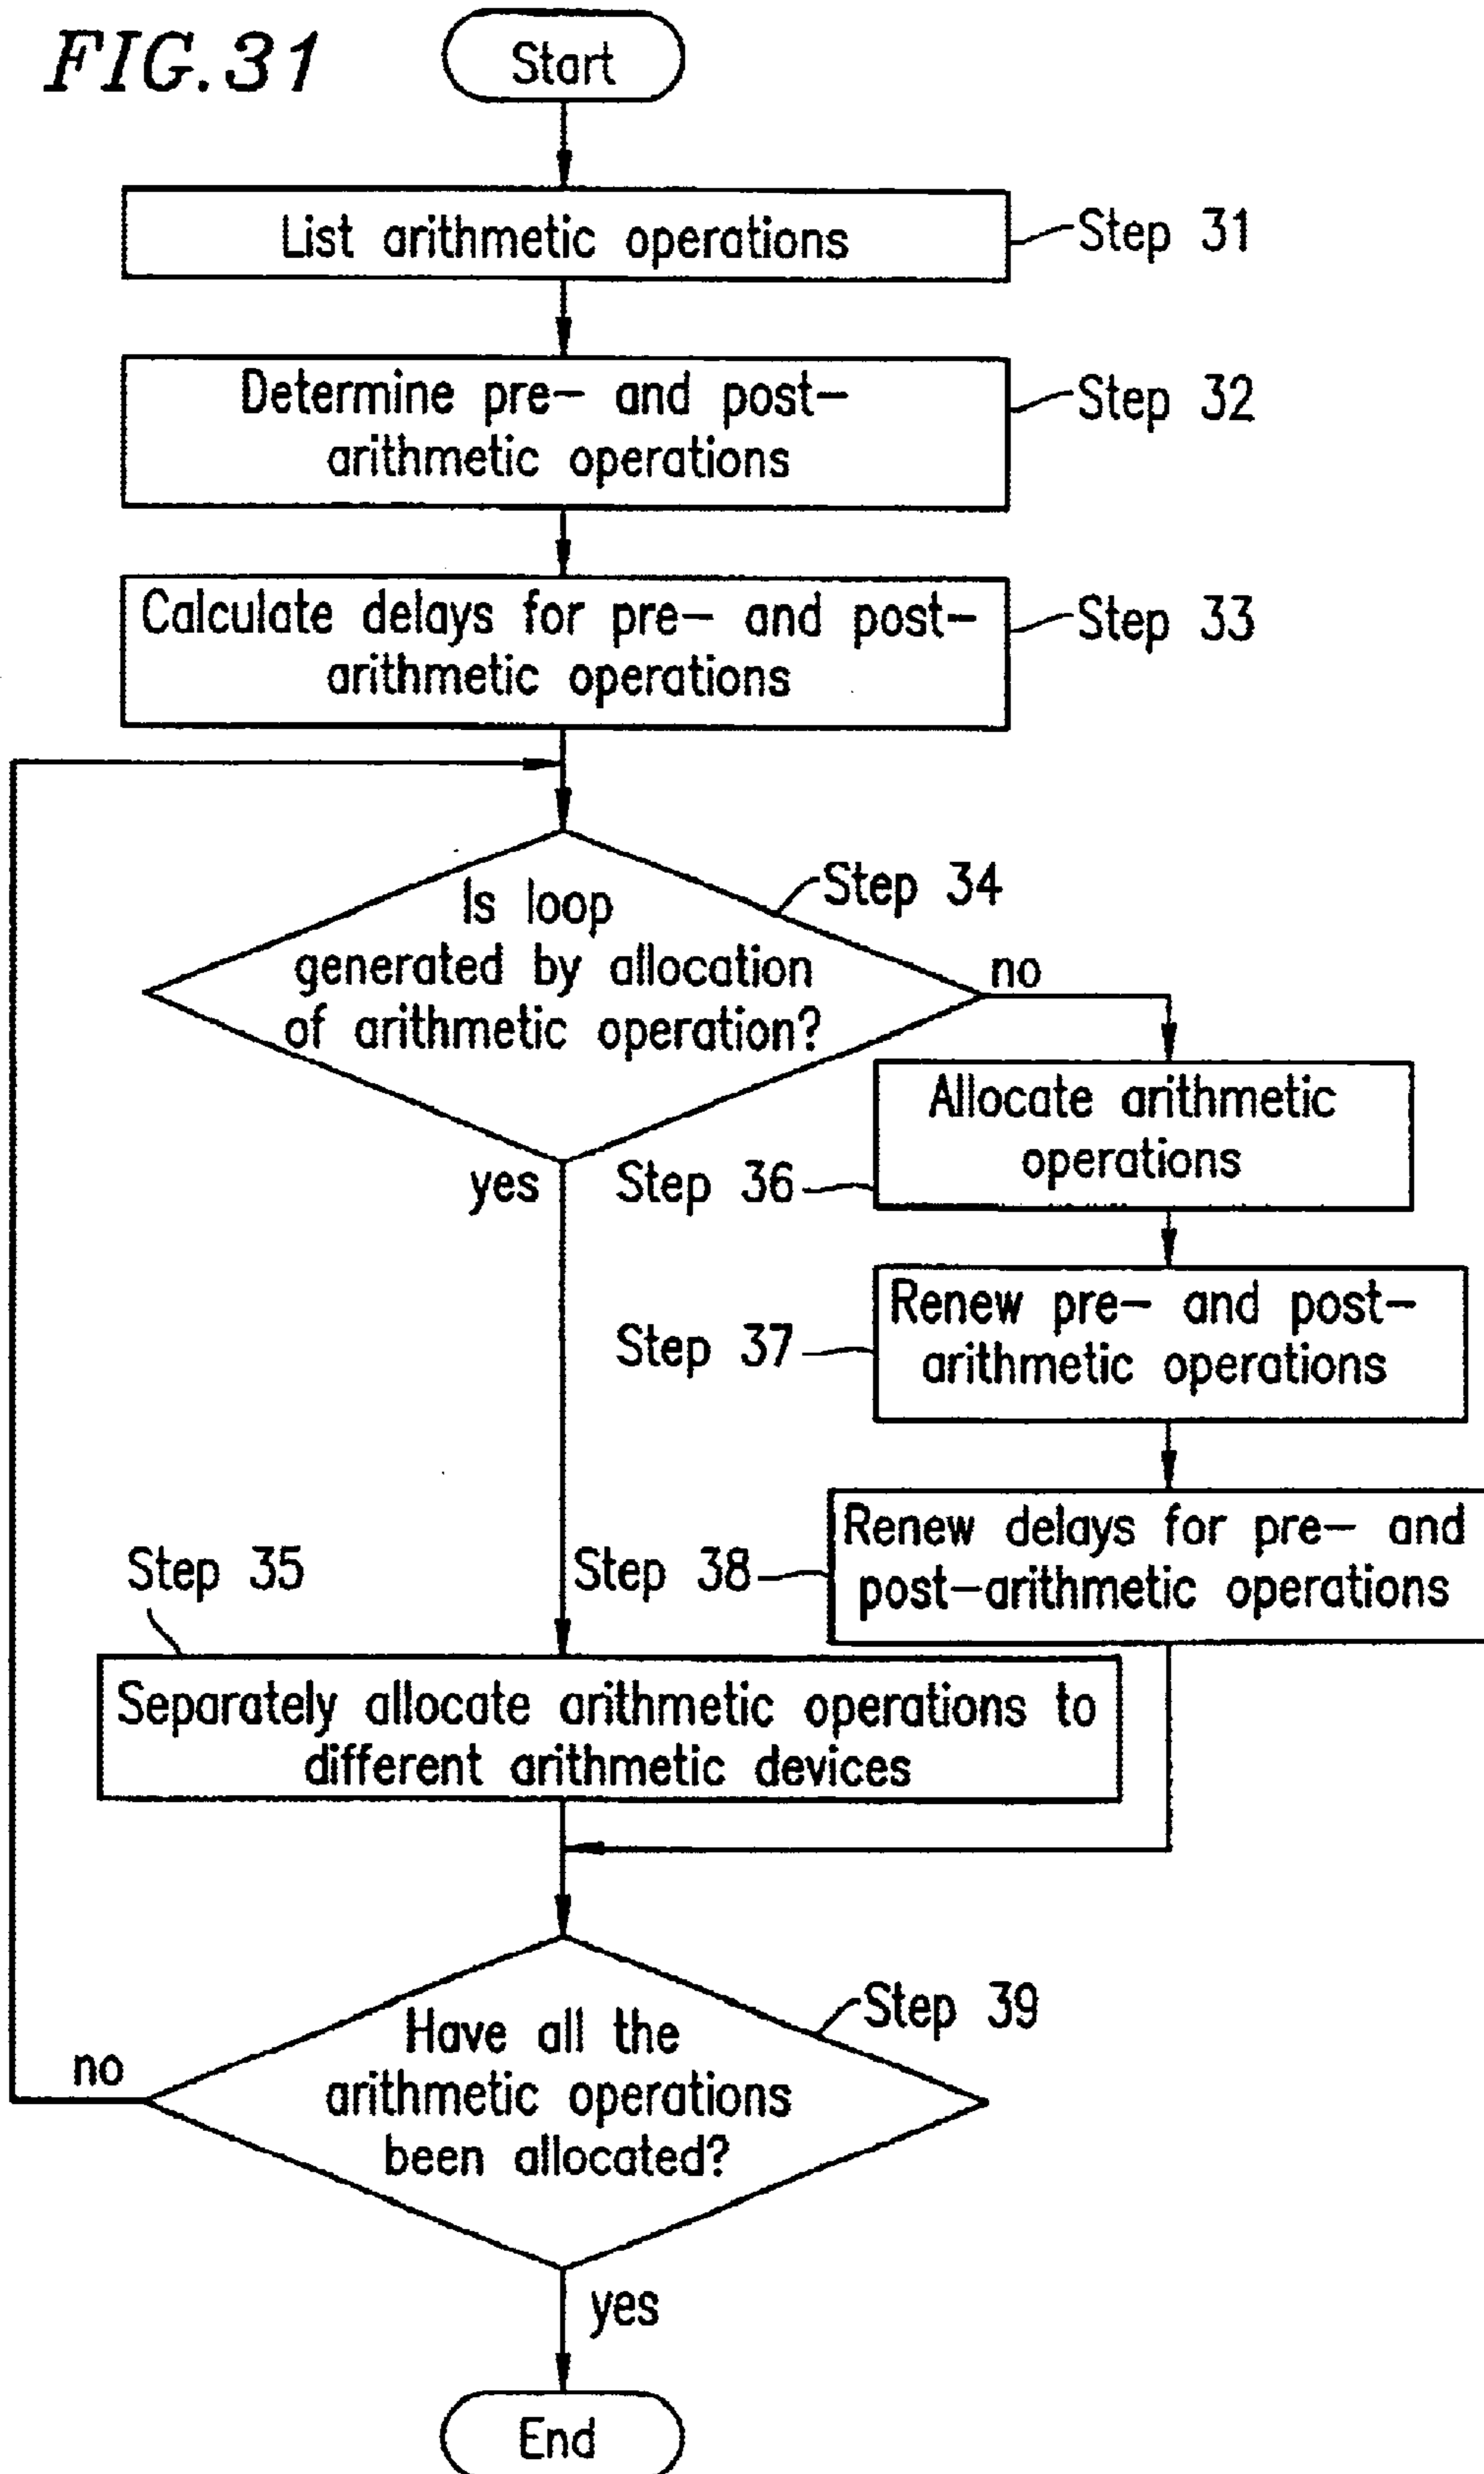 FIG.31
Start
List arithmetic operations
Step 31
Determine pre- and post-
arithmetic operations
Step 32
Calculate delays for pre- and post-
arithmetic operations
Step 33
Is loop
generated by allocation
of arithmetic operation?
Step 34
no
yes
Allocate arithmetic
operations
Step 36
Renew pre- and post-
arithmetic operations
Step 37
Renew delays for pre- and
post-arithmetic operations
Step 38
Step 35
Separately allocate arithmetic operations to
different arithmetic devices
Have all the
arithmetic operations
been allocated?
Step 39
no
yes
End